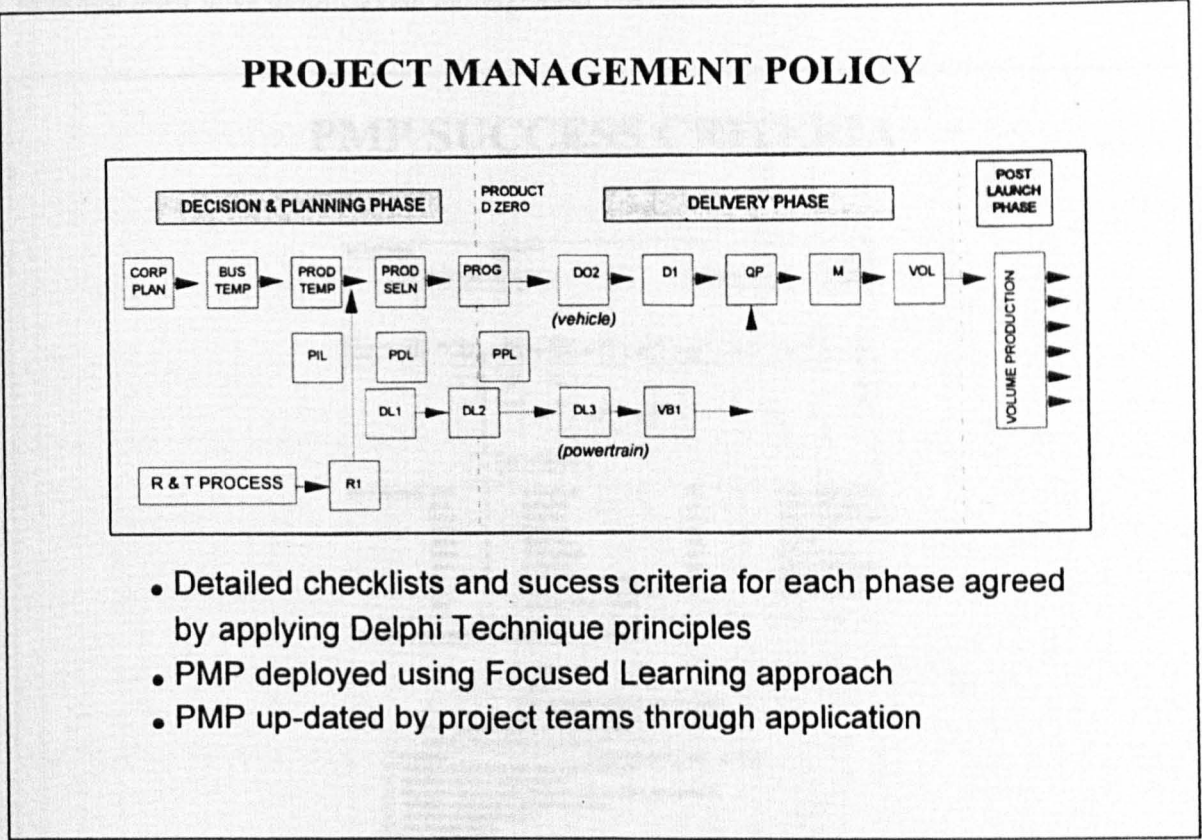 PROJECT MANAGEMENT POLICY
DECISION & PLANNING PHASE
PRODUCT
D ZERO
DELIVERY PHASE
POST
LAUNCH
PHASE
CORP
PLAN
BUS
TEMP
PROD
TEMP
PROD
SELN
PROG
DO2
D1
QP
M
VOL
VOLUME PRODUCTION
(vehicle)
PIL
PDL
PPL
DL1
DL2
DL3
VB1
(powertrain)
R & T PROCESS
R1
• Detailed checklists and sucess criteria for each phase agreed
by applying Delphi Technique principles
• PMP deployed using Focused Learning approach
• PMP up-dated by project teams through application
PMP SUCCESS CRITERIA